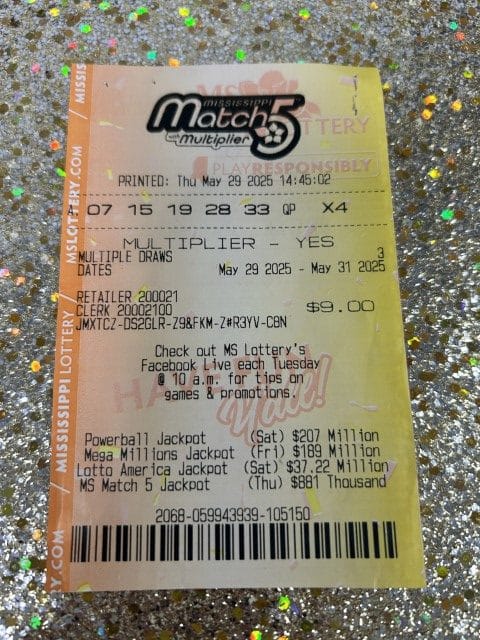 MISSISSIPPI
Match 5
with Multiplier
MS
LOTTERY
PLAY RESPONSIBLY
PRINTED: Thu May 29 2025 14:45:02
A 07 15 19 28 33 QP X4
MULTIPLIER - YES
MULTIPLE DRAWS 3
DATES May 29 2025 - May 31 2025
RETAILER 200021
CLERK 20002100 $9.00
JMXTCZ-DS2GLR-Z9&FKM-Z#R3YV-CBN
Check out MS Lottery's
Facebook Live each Tuesday
@ 10 a.m. for tips on
games & promotions.
Y'all!
Powerball Jackpot (Sat) $207 Million
Mega Millions Jackpot (Fri) $189 Million
Lotto America Jackpot (Sat) $37.22 Million
MS Match 5 Jackpot (Thu) $881 Thousand
2068-059943939-105150
Y.COM / MISSISSIPPI LOTTERY / MSLOTTERY.COM / MISSIS